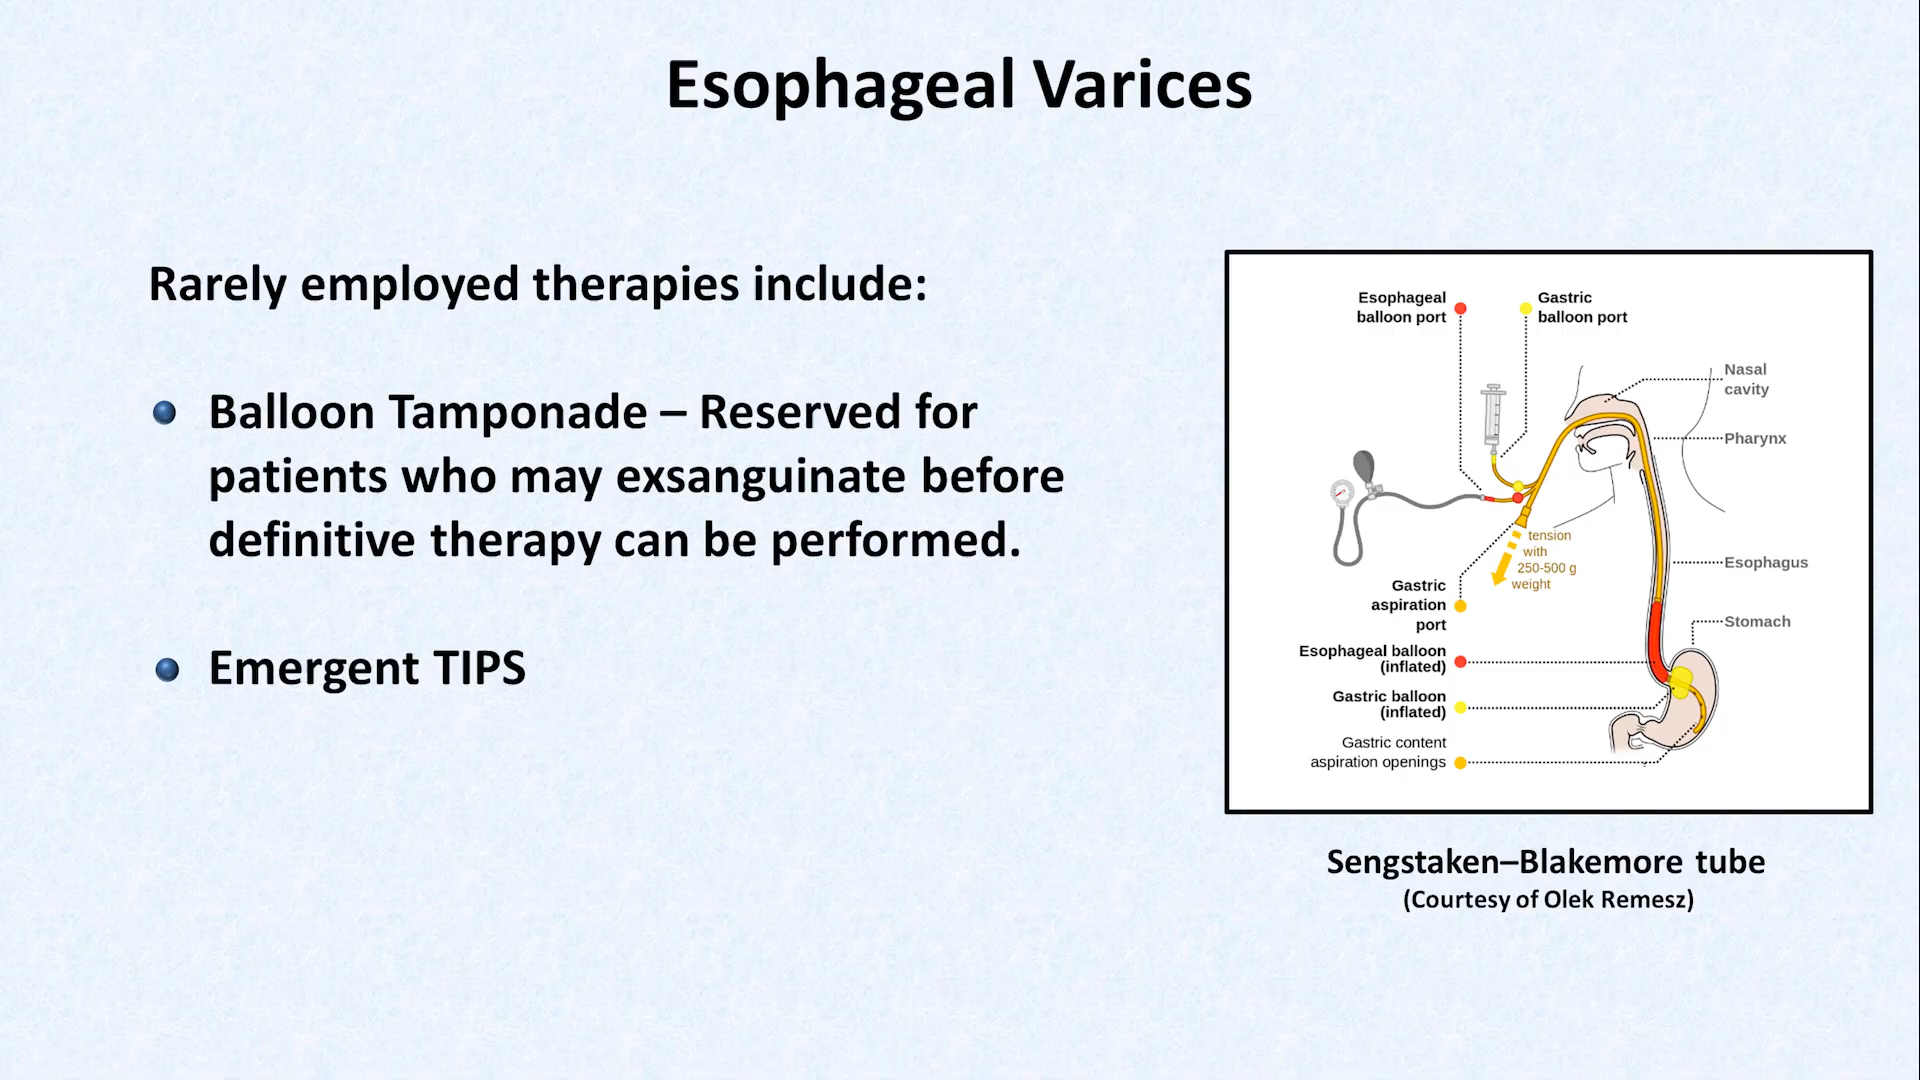 Esophageal Varices
Rarely employed therapies include:
Balloon Tamponade – Reserved for
patients who may exsanguinate before
definitive therapy can be performed.
Emergent TIPS
Esophageal
balloon port
Gastric
balloon port
Nasal
cavity
Pharynx
tension
with
250-500 g
weight
Esophagus
Gastric
aspiration
port
Stomach
Esophageal balloon
(inflated)
Gastric balloon
(inflated)
Gastric content
aspiration openings
Sengstaken–Blakemore tube
(Courtesy of Olek Remesz)